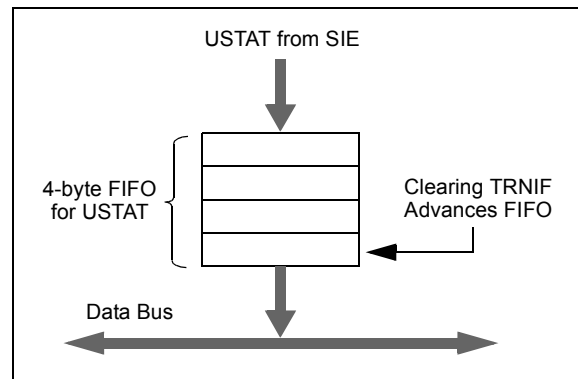 USTAT from SIE
4-byte FIFO
for USTAT
Clearing TRNIF
Advances FIFO
Data Bus